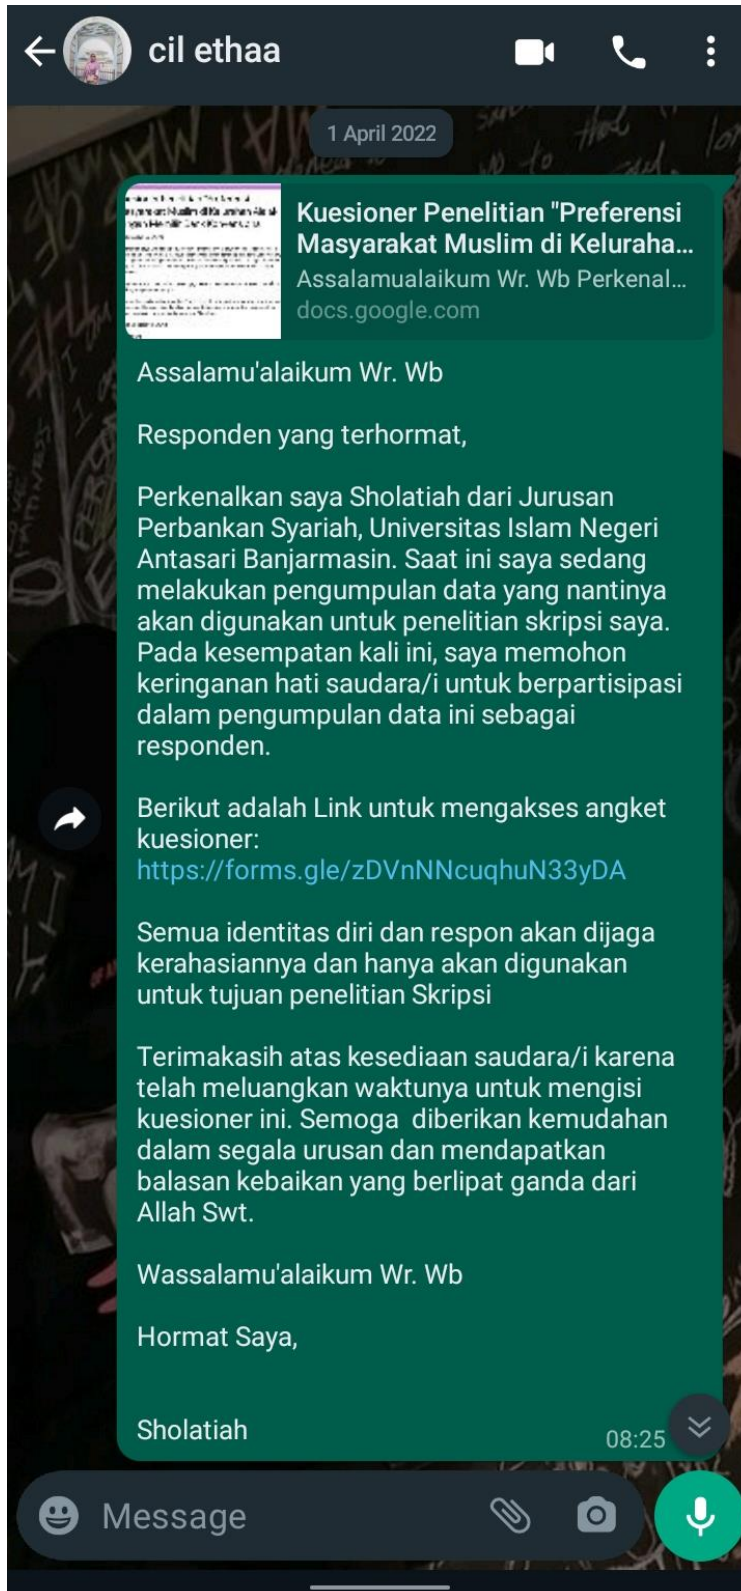 cil ethaa
1 April 2022
Kuesioner Penelitian "Preferensi
Masyarakat Muslim di Keluraha...
Assalamualaikum Wr. Wb Perkenal...
docs.google.com
Assalamu'alaikum Wr. Wb
Responden yang terhormat,
Perkenalkan saya Sholatiah dari Jurusan
Perbankan Syariah, Universitas Islam Negeri
Antasari Banjarmasin. Saat ini saya sedang
melakukan pengumpulan data yang nantinya
akan digunakan untuk penelitian skripsi saya.
Pada kesempatan kali ini, saya memohon
keringanan hati saudara/i untuk berpartisipasi
dalam pengumpulan data ini sebagai
responden.
Berikut adalah Link untuk mengakses angket
kuesioner:
https://forms.gle/zDVnNNcuqhuN33yDA
Semua identitas diri dan respon akan dijaga
kerahasiannya dan hanya akan digunakan
untuk tujuan penelitian Skripsi
Terimakasih atas kesediaan saudara/i karena
telah meluangkan waktunya untuk mengisi
kuesioner ini. Semoga  diberikan kemudahan
dalam segala urusan dan mendapatkan
balasan kebaikan yang berlipat ganda dari
Allah Swt.
Wassalamu'alaikum Wr. Wb
Hormat Saya,
Sholatiah
08:25
Message